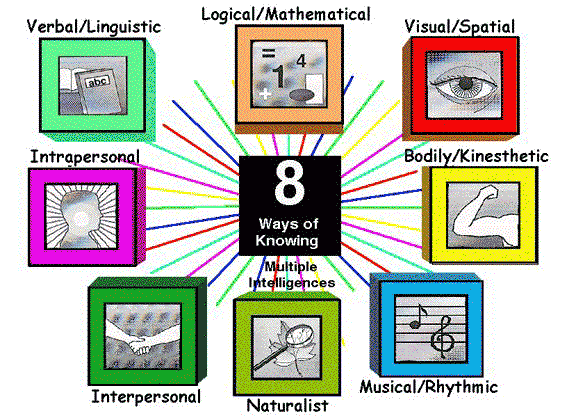 Logical/Mathematical
Verbal/Linguistic
Visual/Spatial
=
4
1
+
abc
Intrapersonal
Bodily/Kinesthetic
8
Ways of
Knowing
Multiple
Intelligences
Interpersonal
Naturalist
Musical/Rhythmic